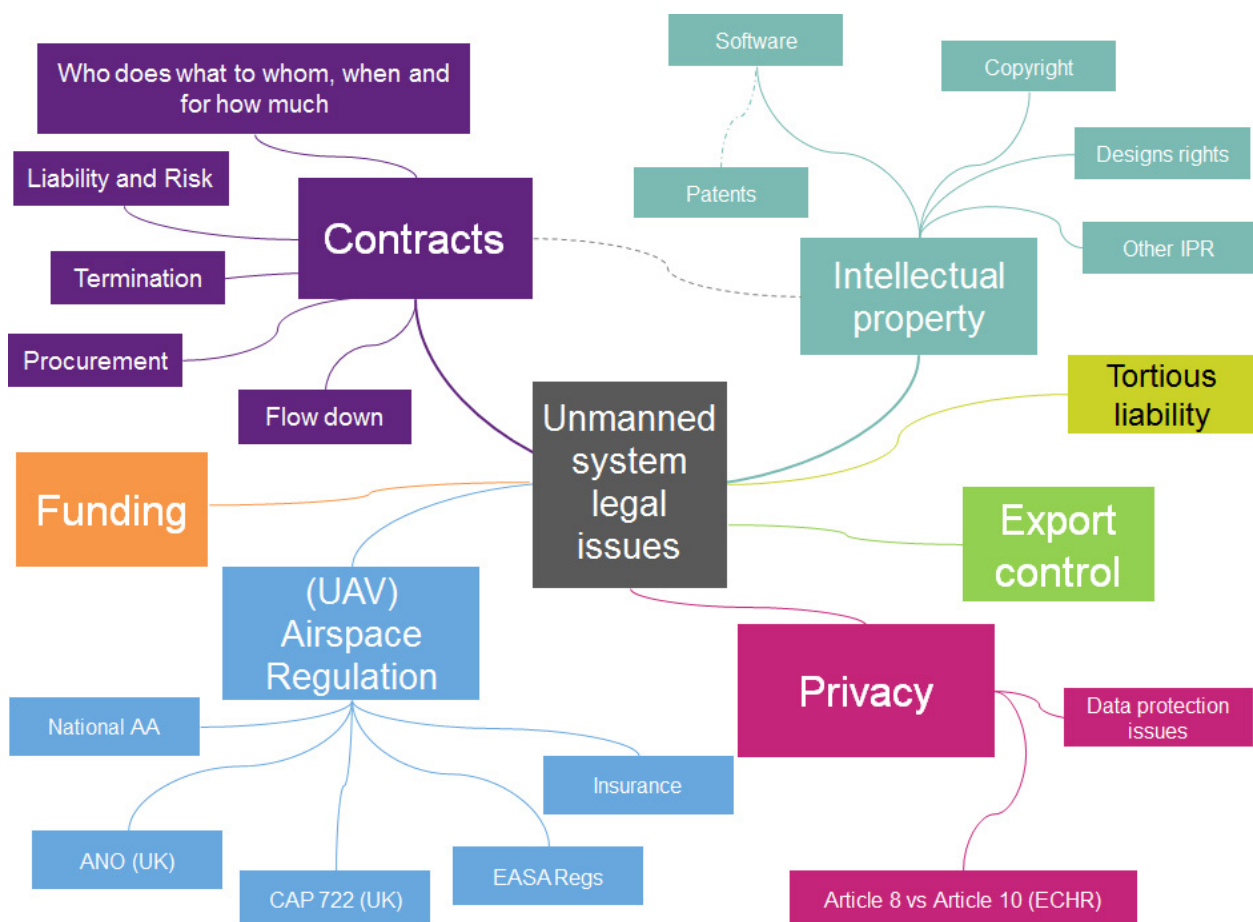 Software
Copyright
Who does what to whom, when and
for how much
Designs rights
Liability and Risk
Patents
Contracts
Other IPR
Termination
Intellectual
property
Procurement
Flow down
Tortious
liability
Unmanned
system
legal
issues
Funding
Export
control
(UAV)
Airspace
Regulation
Privacy
National AA
Data protection
issues
Insurance
ANO (UK)
EASA Regs
CAP 722 (UK)
Article 8 vs Article 10 (ECHR)